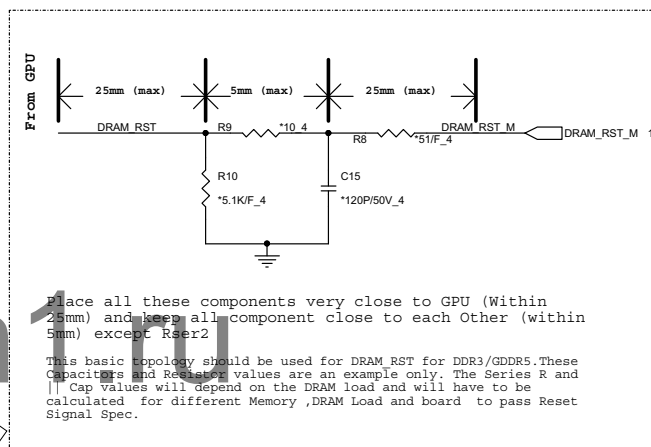 From GPU
25mm (max)
5mm (max)
25mm (max)
DRAM_RST
R9
*10_4
R8
*51/F_4
DRAM_RST_M
DRAM_RST_M
R10
*5.1K/F_4
C15
*120P/50V_4
Place all these components very close to GPU (Within
25mm) and keep all component close to each Other (within
5mm) except Rser2
This basic topology should be used for DRAM_RST for DDR3/GDDR5.These
Capacitors and Resistor values are an example only. The Series R and
|| Cap values will depend on the DRAM load and will have to be
calculated for different Memory ,DRAM Load and board to pass Reset
Signal Spec.
1.ru